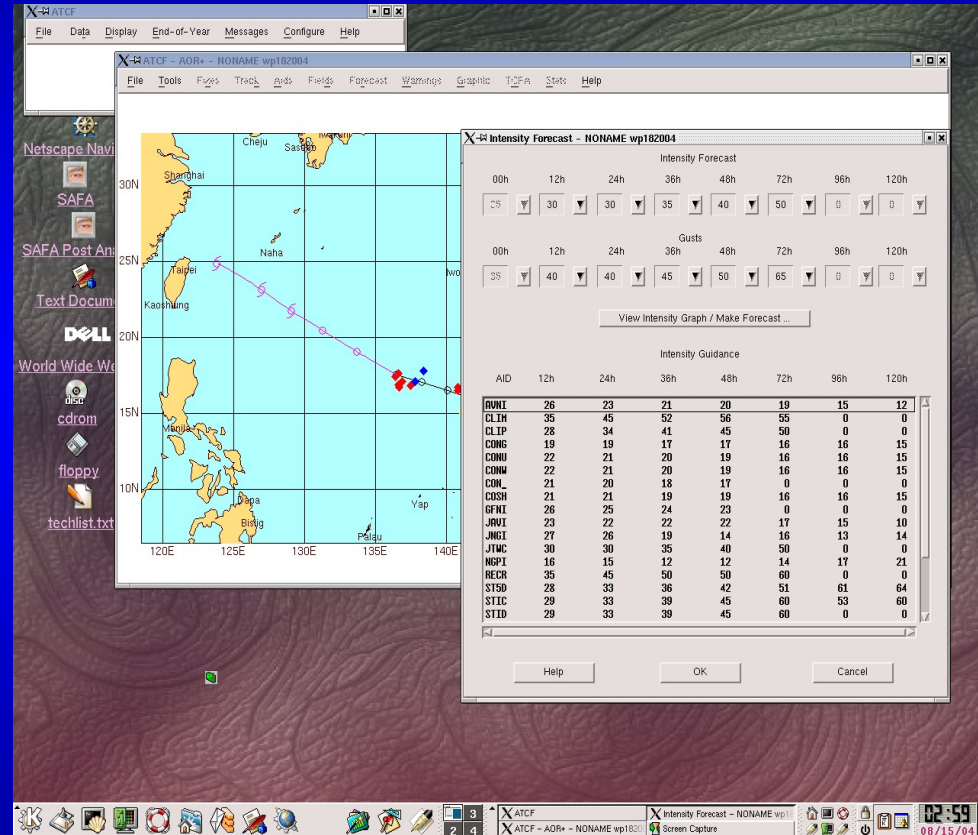 ATCF
File Data Display End-of-Year Messages Configure Help
ATCF - AOR+ - NONAME wp182004
File Tools Fixes Track Aids Fields Forecast Warnings Graphic TCFA Stats Help
Netscape Navi
SAFA
SAFA Post An
Text Docum
DELL
World Wide We
disc
cdrom
floppy
techlist.txt
Cheju
Iwakuni
Sasebo
Shanghai
30N
Naha
25N
Taipei
Iwo
Kaoshiung
20N
15N
Manila
10N
Dapa
Yap
Bislig
Palau
120E 125E 130E 135E 140E
Intensity Forecast - NONAME wp182004
Intensity Forecast
00h 12h 24h 36h 48h 72h 96h 120h
25 30 30 35 40 50 0 0
Gusts
00h 12h 24h 36h 48h 72h 96h 120h
35 40 40 45 50 65 0 0
View Intensity Graph / Make Forecast ...
Intensity Guidance
AID 12h 24h 36h 48h 72h 96h 120h
AVNI 26 23 21 20 19 15 12
CLIM 35 45 52 56 55 0 0
CLIP 28 34 41 45 50 0 0
CONG 19 19 17 17 16 16 15
CONU 22 21 20 19 16 16 15
CONW 22 21 20 19 16 16 15
CON_ 21 20 18 17 0 0 0
COSH 21 21 19 19 16 16 15
GFNI 26 25 24 23 0 0 0
JAVI 23 22 22 22 17 15 10
JNGI 27 26 19 14 16 13 14
JTWC 30 30 35 40 50 0 0
NGPI 16 15 12 12 14 17 21
RECR 35 45 50 50 60 0 0
ST5D 28 33 36 42 51 61 64
STIC 29 33 39 45 60 53 60
STID 29 33 39 45 60 0 0
Help OK Cancel
3
2 4
ATCF
Intensity Forecast - NONAME wp1
ATCF - AOR+ - NONAME wp1820
Screen Capture
02:59
08/15/04